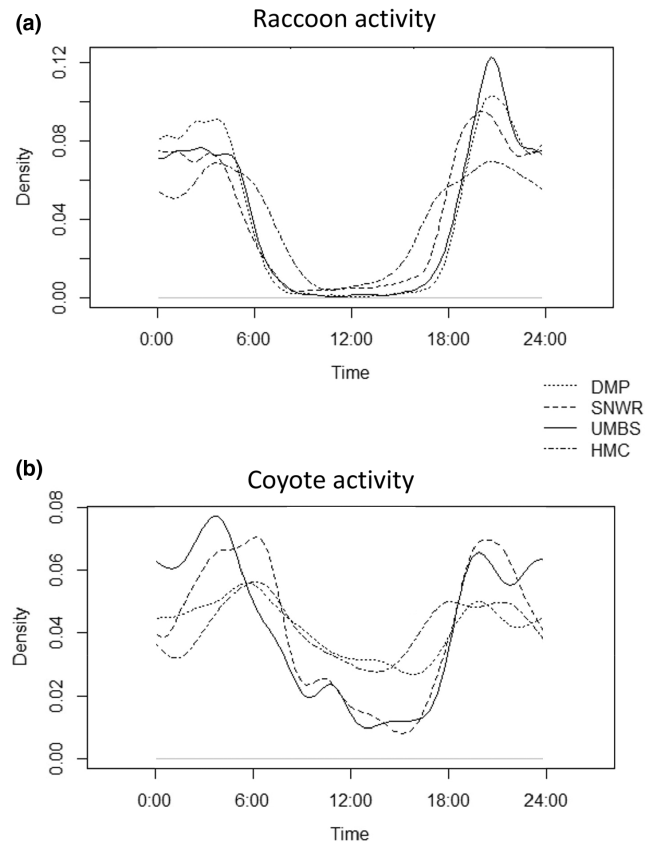 (a)
Raccoon activity
0.12
0.08
0.04
0.00
Density
0:00 6:00 12:00 18:00 24:00
Time
DMP
SNWR
UMBS
HMC
(b)
Coyote activity
0.08
0.06
0.04
0.02
0.00
Density
0:00 6:00 12:00 18:00 24:00
Time